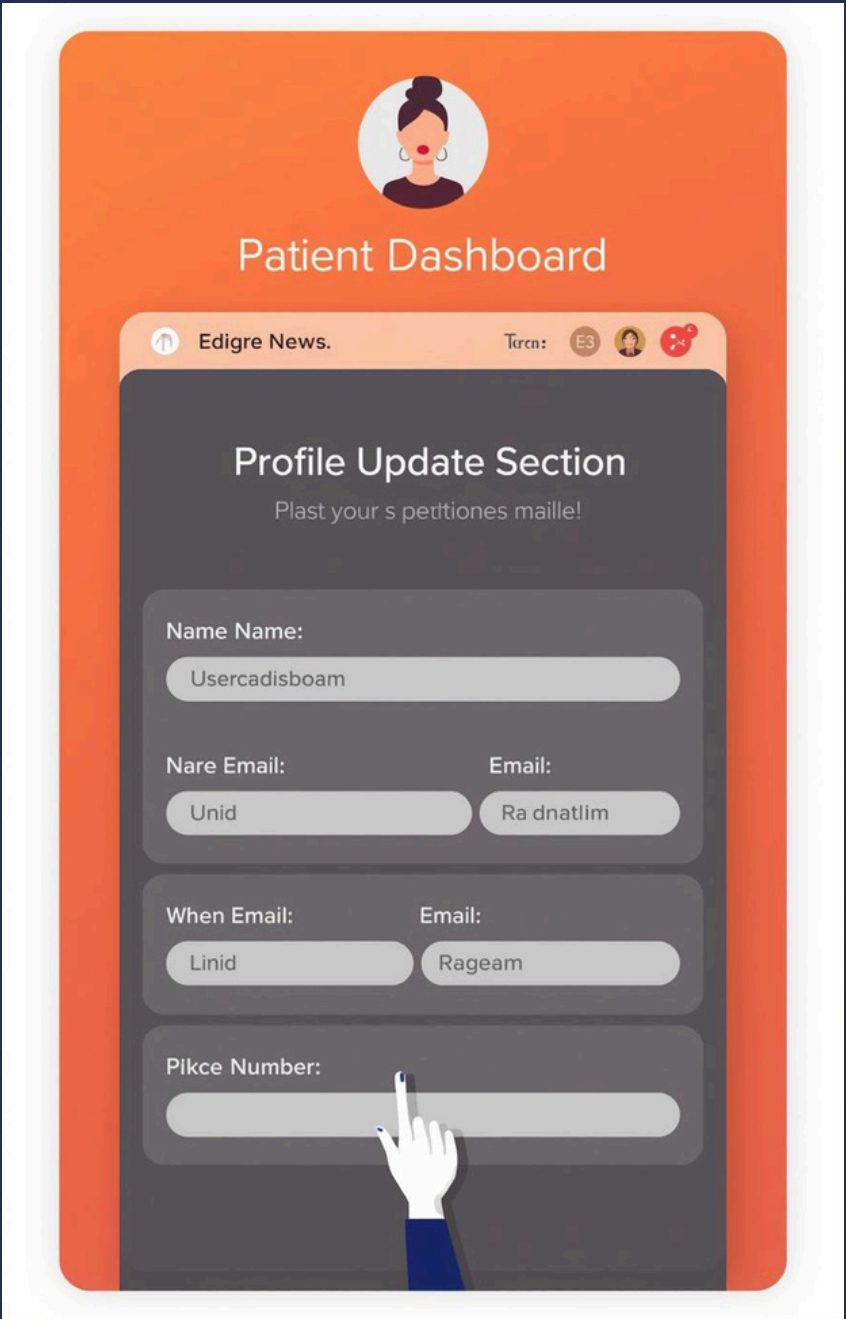 Patient Dashboard
Edigre News.
E3
Profile Update Section
Plast your s petitiones maille!
Name Name:
Usercadisboam
Nare Email: Email:
Unid Ra dnatlim
When Email: Email:
Linid Rageam
Pikce Number: